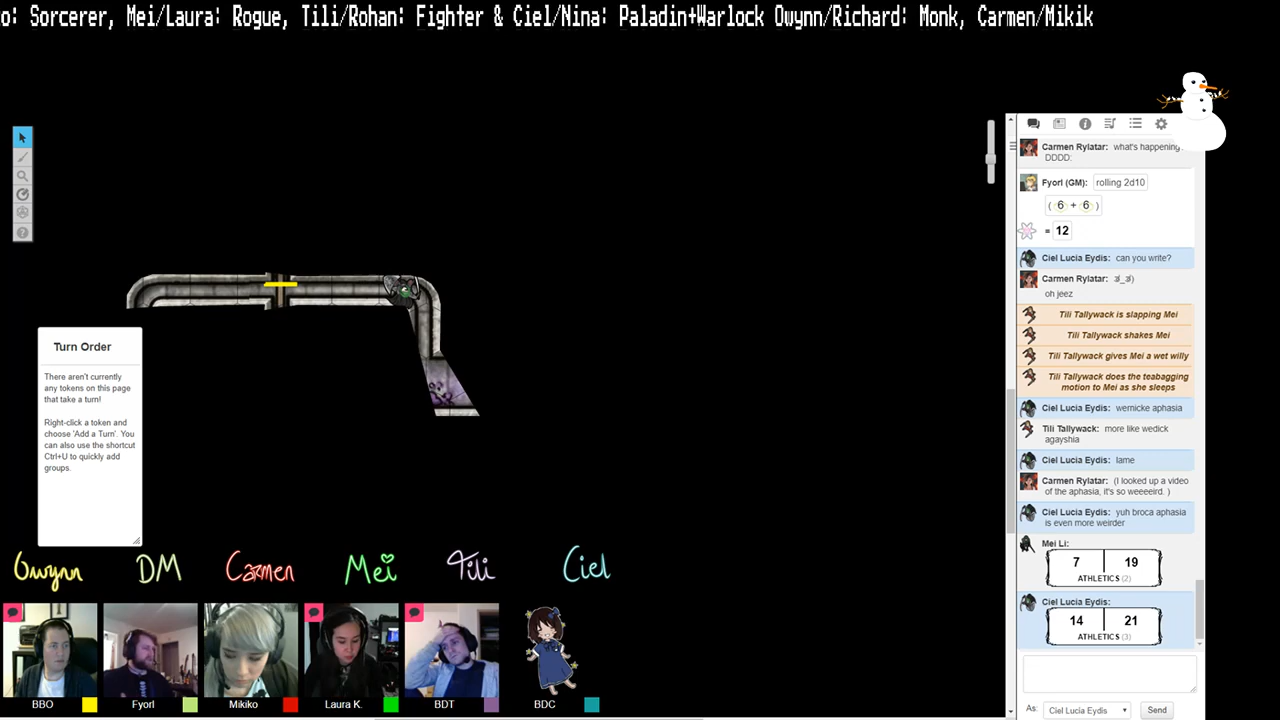 o: Sorcerer, Mei/Laura: Rogue, Tili/Rohan: Fighter & Ciel/Nina: Paladin+Warlock Owynn/Richard: Monk, Carmen/Mikik
Carmen Rylatar: what's happening?
DDDD:
Fyorl (GM): rolling 2d10
( 6 + 6 )
= 12
Ciel Lucia Eydis: can you write?
Carmen Rylatar:
oh jeez
Tili Tallywack is slapping Mei
Tili Tallywack shakes Mei
Tili Tallywack gives Mei a wet willy
Tili Tallywack does the teabagging
motion to Mei as she sleeps
Ciel Lucia Eydis: wernicke aphasia
Tili Tallywack: more like wedick
agayshia
Ciel Lucia Eydis: lame
Carmen Rylatar: (I looked up a video
of the aphasia, it's so weeeeird. )
Ciel Lucia Eydis: yuh broca aphasia
is even more weirder
Mei Li:
7 19
ATHLETICS (2)
Ciel Lucia Eydis:
14 21
ATHLETICS (3)
As: Ciel Lucia Eydis Send
Turn Order
There aren't currently
any tokens on this page
that take a turn!
Right-click a token and
choose 'Add a Turn'. You
can also use the shortcut
Ctrl+U to quickly add
groups.
Owynn DM Carmen Mei Tili Ciel
BBO Fyorl Mikiko Laura K. BDT BDC